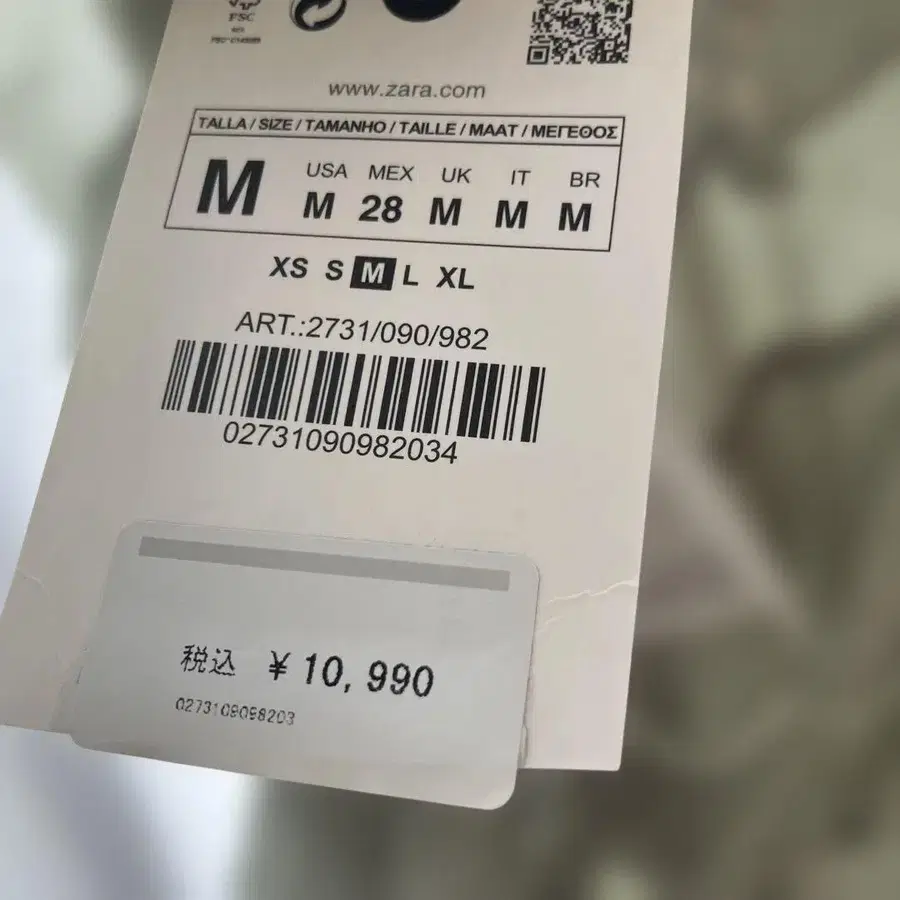 FSC
www.zara.com
TALLA / SIZE / TAMANHO / TAILLE / MAAT / ΜΕΓΕΘΟΣ
USA MEX UK IT BR
M M 28 M M M
XS S M L XL
ART.:2731/090/982
02731090982034
税込 ¥10,990
0273109098203